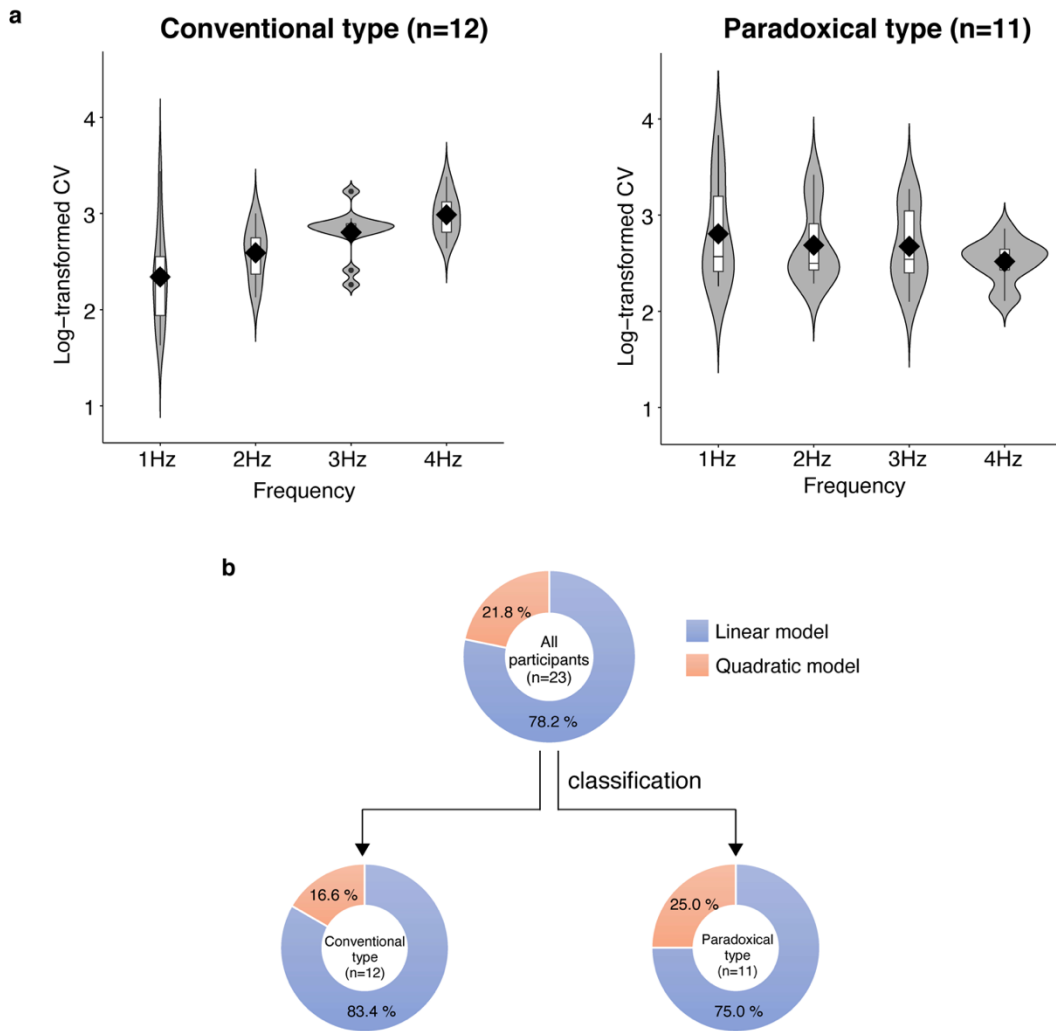 a
Conventional type (n=12)
Paradoxical type (n=11)
Log-transformed CV
4
3
2
1
1Hz 2Hz 3Hz 4Hz
Frequency
Log-transformed CV
4
3
2
1
1Hz 2Hz 3Hz 4Hz
Frequency
b
21.8 %
All
participants
(n=23)
78.2 %
Linear model
Quadratic model
classification
16.6 %
Conventional
type
(n=12)
83.4 %
25.0 %
Paradoxical
type
(n=11)
75.0 %